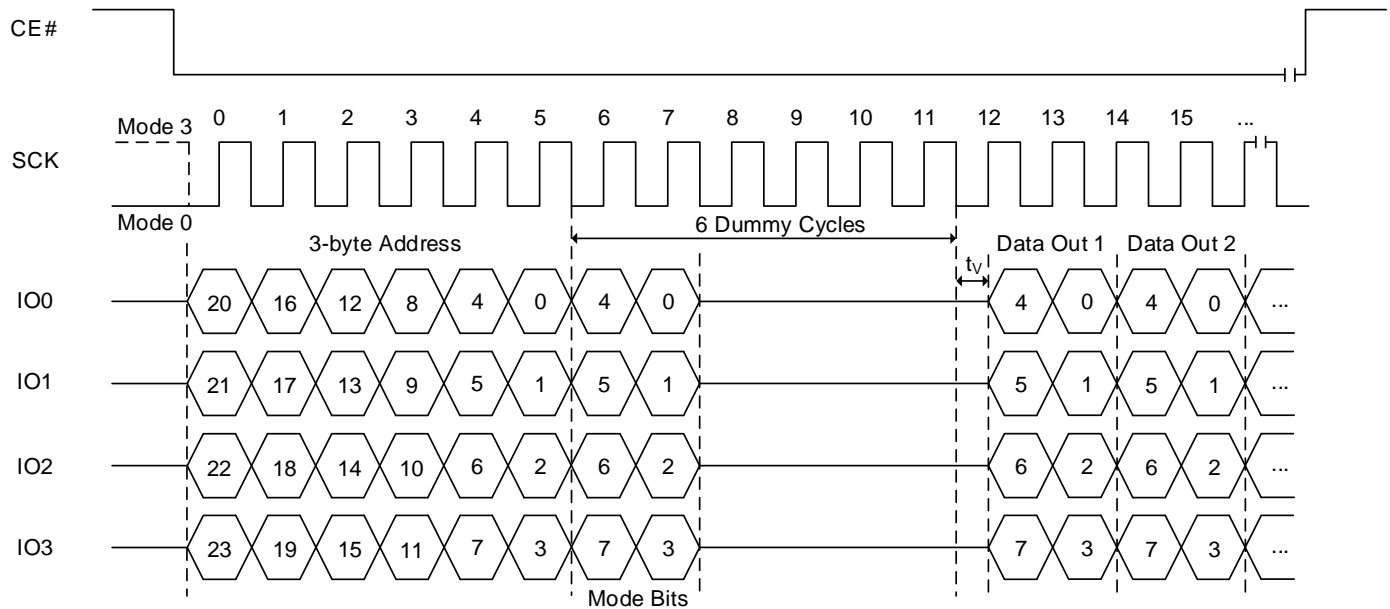 CE#
Mode 3
0 1 2 3 4 5 6 7 8 9 10 11 12 13 14 15 ...
SCK
Mode 0
6 Dummy Cycles
3-byte Address
Data Out 1 Data Out 2
tV
IO0 20 16 12 8 4 0 4 0 4 0 4 0 ...
IO1 21 17 13 9 5 1 5 1 5 1 5 1 ...
IO2 22 18 14 10 6 2 6 2 6 2 6 2 ...
IO3 23 19 15 11 7 3 7 3 7 3 7 3 ...
Mode Bits